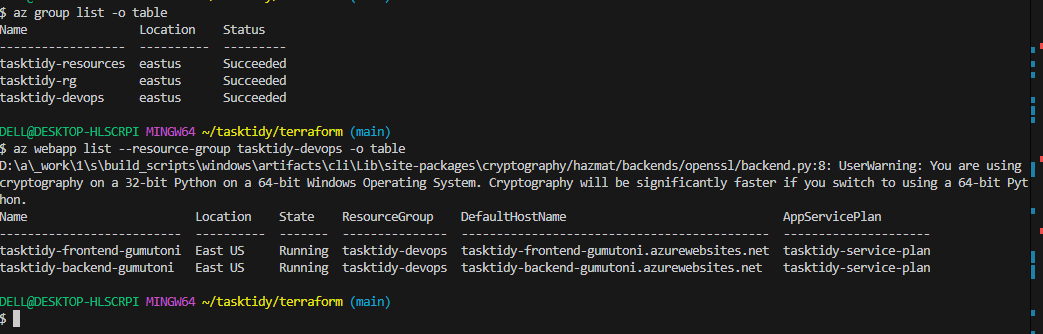 $ az group list -o table
Name               Location    Status
-----------------  ----------  ---------
tasktidy-resources  eastus      Succeeded
tasktidy-rg         eastus      Succeeded
tasktidy-devops     eastus      Succeeded
DELL@DESKTOP-HLSCRPI MINGW64 ~/tasktidy/terraform (main)
$ az webapp list --resource-group tasktidy-devops -o table
D:\a\_work\1\s\build_scripts\windows\artifacts\cli\Lib\site-packages\cryptography/hazmat/backends/openssl/backend.py:8: UserWarning: You are using
cryptography on a 32-bit Python on a 64-bit Windows Operating System. Cryptography will be significantly faster if you switch to using a 64-bit Pyt
hon.
Name                        Location    State    ResourceGroup    DefaultHostName                                AppServicePlan
--------------------------  ----------  -------  ---------------  ---------------------------------------------  ---------------------
tasktidy-frontend-gumutoni  East US     Running  tasktidy-devops  tasktidy-frontend-gumutoni.azurewebsites.net  tasktidy-service-plan
tasktidy-backend-gumutoni   East US     Running  tasktidy-devops  tasktidy-backend-gumutoni.azurewebsites.net   tasktidy-service-plan
DELL@DESKTOP-HLSCRPI MINGW64 ~/tasktidy/terraform (main)
$